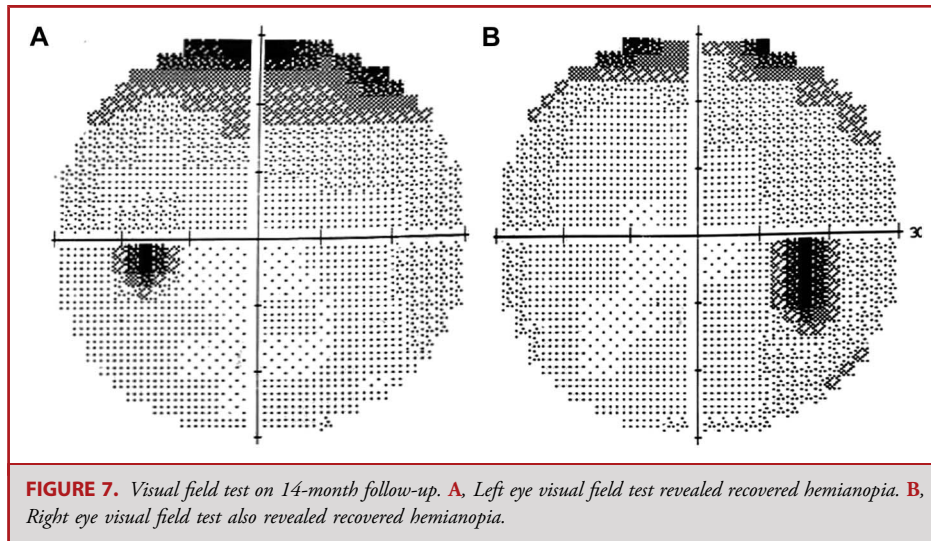 A
B
FIGURE 7. Visual field test on 14-month follow-up. A, Left eye visual field test revealed recovered hemianopia. B,
Right eye visual field test also revealed recovered hemianopia.